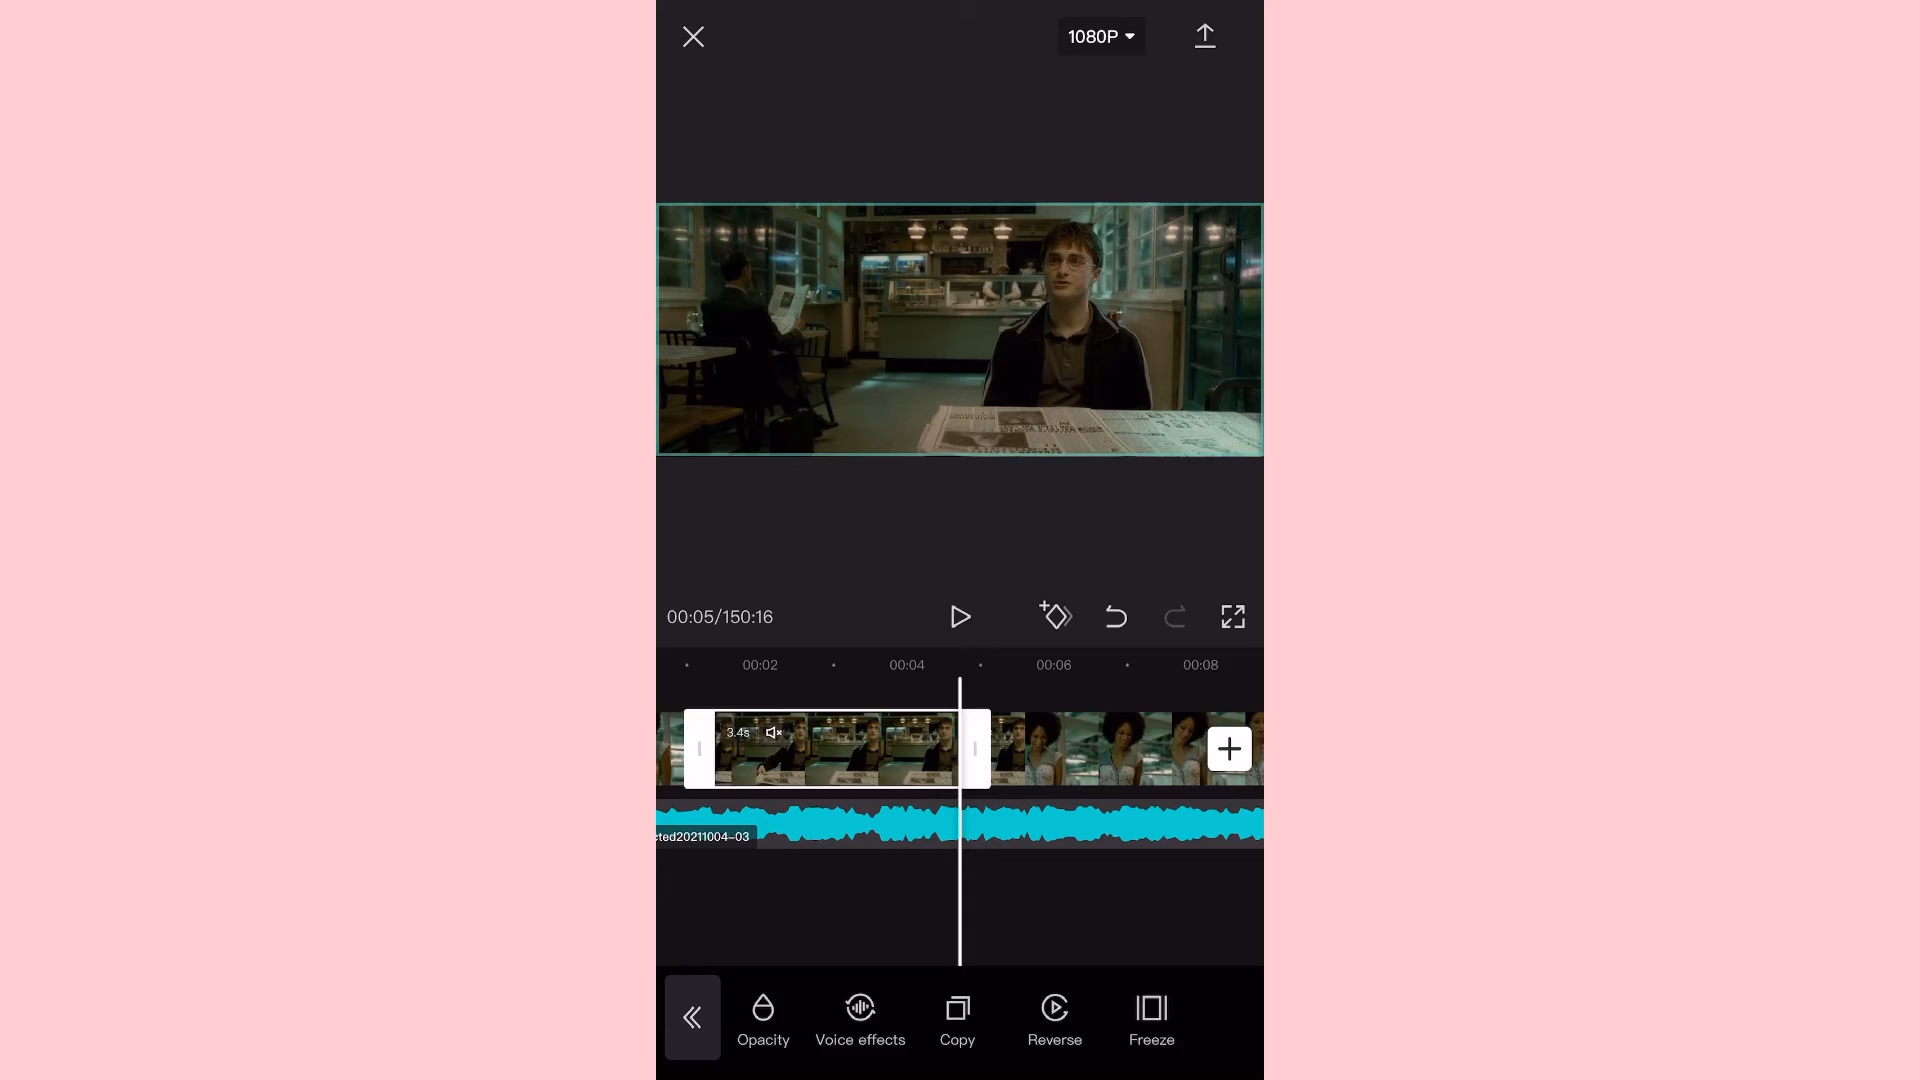 1080P
00:05/150:16
00:02
00:04
00:06
00:08
3.4s
cted20211004-03
Opacity
Voice effects
Copy
Reverse
Freeze